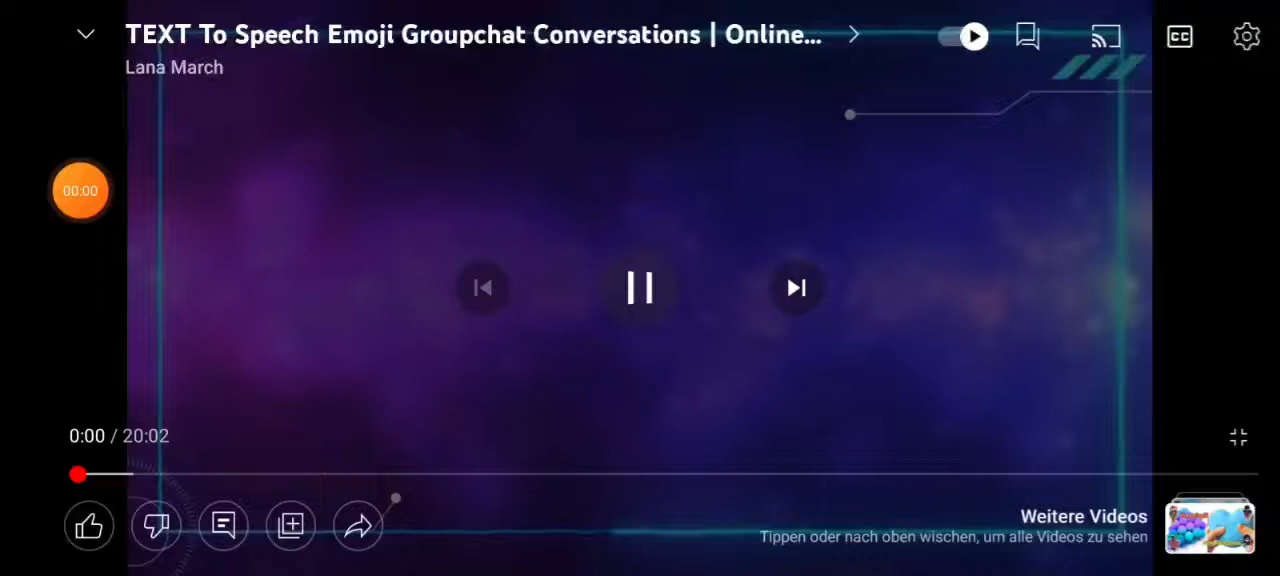 TEXT To Speech Emoji Groupchat Conversations | Online...
Lana March
CC
00:00
0:00 / 20:02
Weitere Videos
Tippen oder nach oben wischen, um alle Videos zu sehen